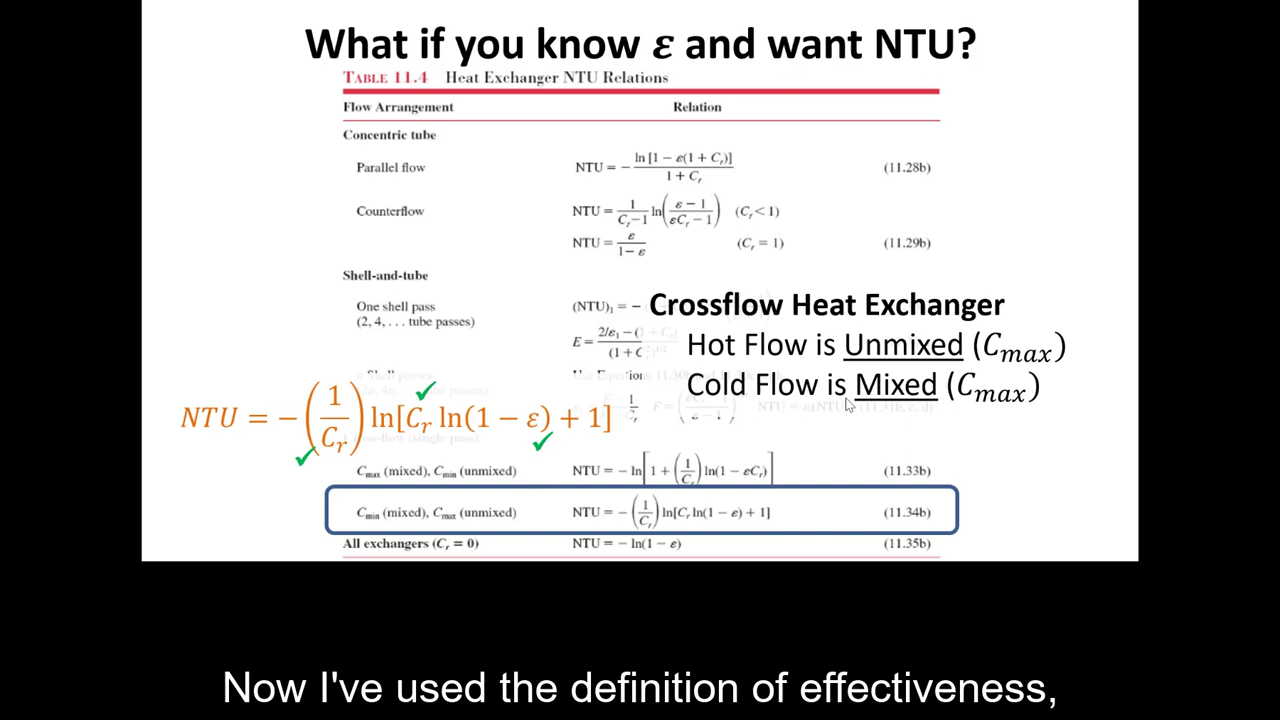 What if you know ε and want NTU?
TABLE 11.4 Heat Exchanger NTU Relations
Flow Arrangement Relation
Concentric tube
Parallel flow NTU = − ln [1 − ε(1 + Cr)] / 1 + Cr (11.28b)
Counterflow NTU = 1 / Cr − 1 ln(ε − 1 / εCr − 1) (Cr < 1)
NTU = ε / 1 − ε (Cr = 1) (11.29b)
Shell-and-tube
One shell pass (NTU)1 = −
(2, 4, . . . tube passes)
E = 2/ε1 − (1 + Cr) / (1 + C
Crossflow Heat Exchanger
Hot Flow is Unmixed (Cmax)
Cold Flow is Mixed (Cmax)
NTU = −(1/Cr) ln[Cr ln(1 − ε) + 1]
Cmax (mixed), Cmin (unmixed) NTU = − ln[1 + (1/Cr) ln(1 − εCr)] (11.33b)
Cmin (mixed), Cmax (unmixed) NTU = −(1/Cr) ln[Cr ln(1 − ε) + 1] (11.34b)
All exchangers (Cr = 0) NTU = − ln(1 − ε) (11.35b)
Now I've used the definition of effectiveness,